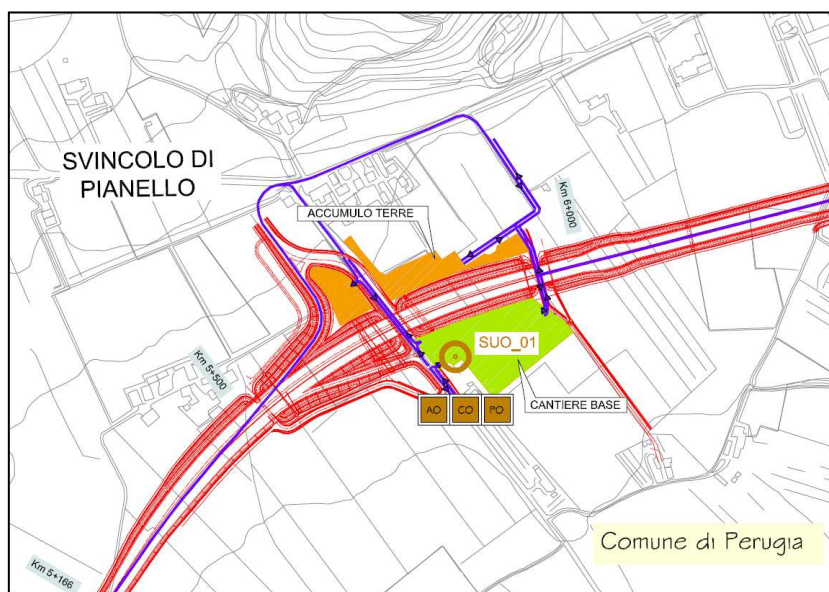 SVINCOLO DI
PIANELLO
ACCUMULO TERRE
Km 6+000
SUO_01
Km 5+500
AO CO PO
CANTIERE BASE
Comune di Perugia
Km 5+166